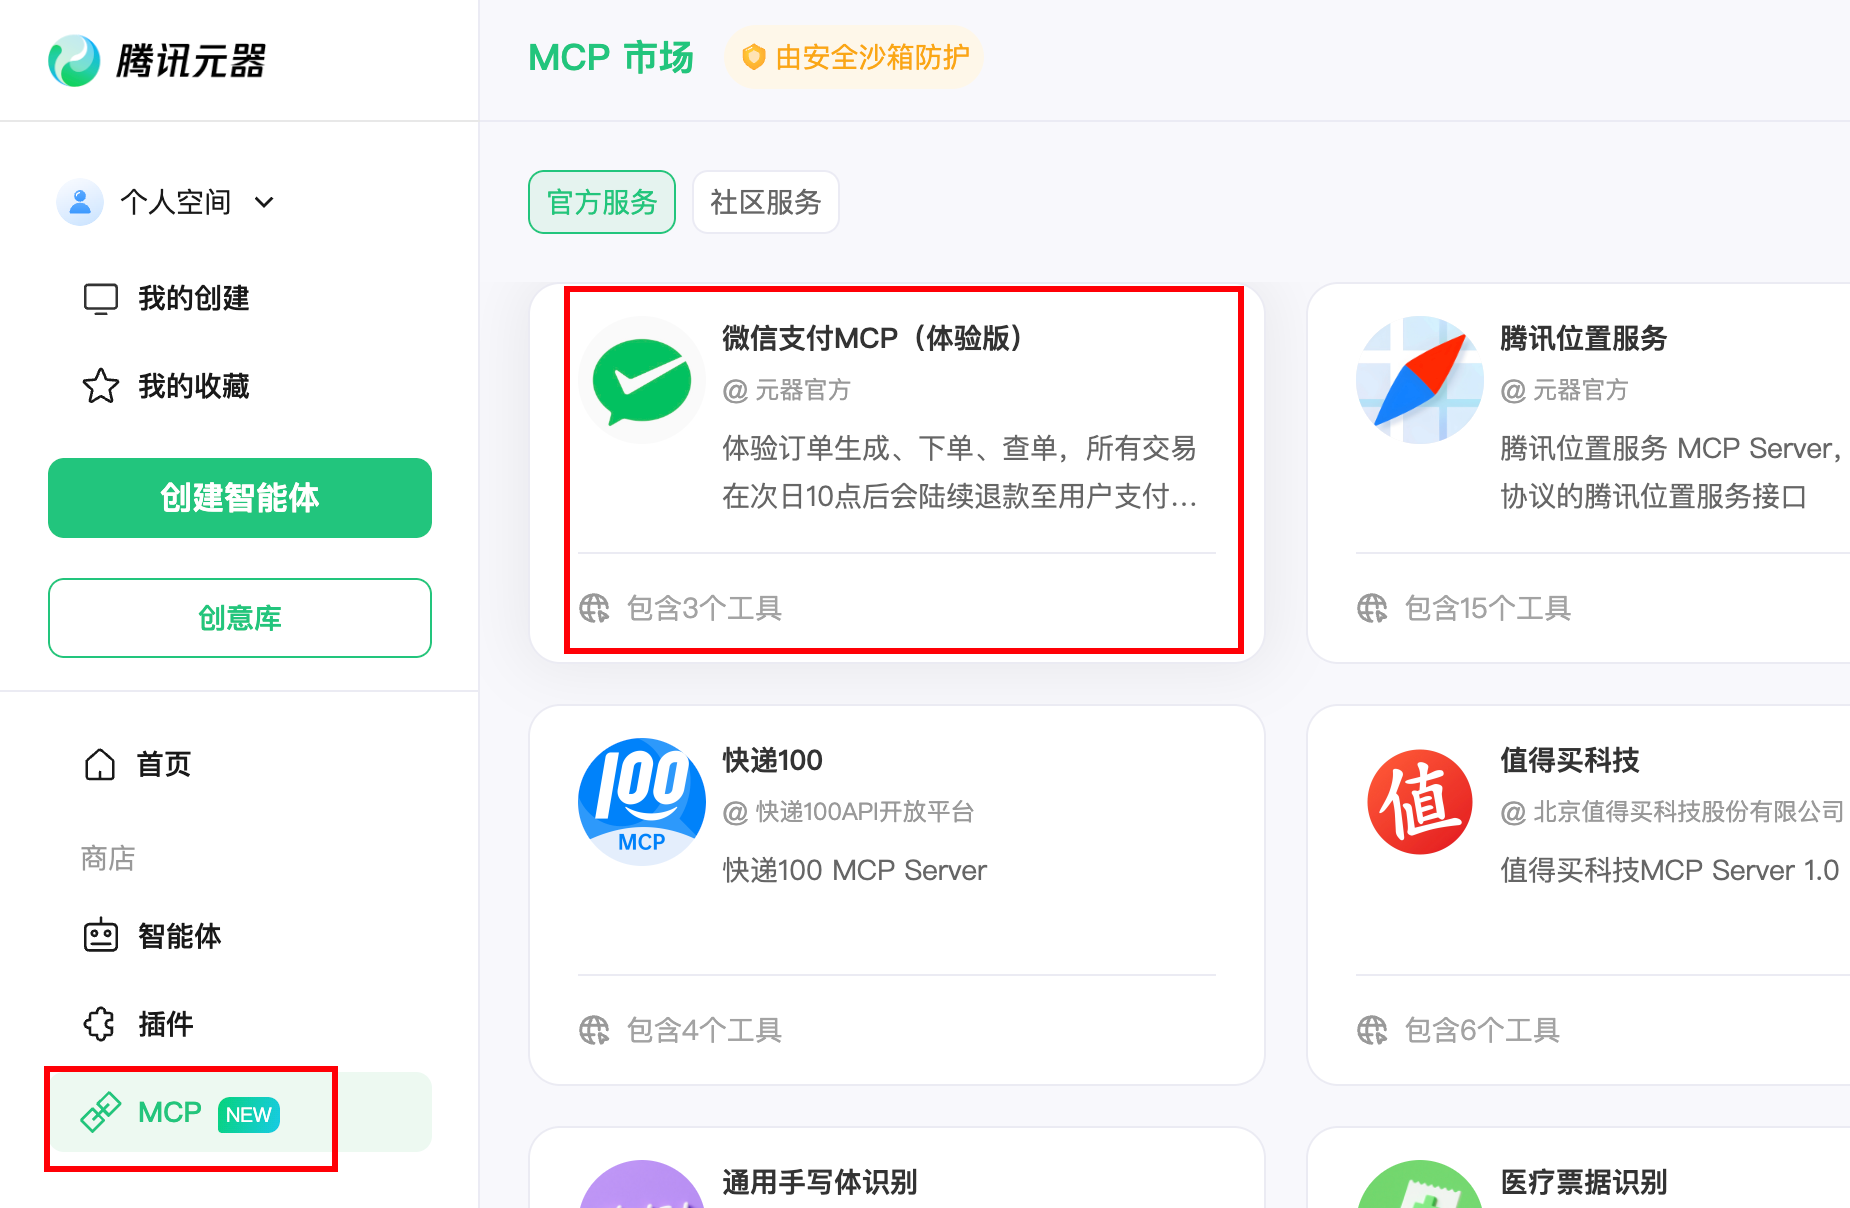 腾讯元器
个人空间
我的创建
我的收藏
创建智能体
创意库
首页
商店
智能体
插件
MCP NEW
MCP 市场 由安全沙箱防护
官方服务 社区服务
微信支付MCP（体验版）
@ 元器官方
体验订单生成、下单、查单，所有交易
在次日10点后会陆续退款至用户支付...
包含3个工具
腾讯位置服务
@ 元器官方
腾讯位置服务 MCP Server，
协议的腾讯位置服务接口
包含15个工具
100
MCP
快递100
@ 快递100API开放平台
快递100 MCP Server
包含4个工具
值
值得买科技
@ 北京值得买科技股份有限公司
值得买科技MCP Server 1.0
包含6个工具
通用手写体识别
医疗票据识别